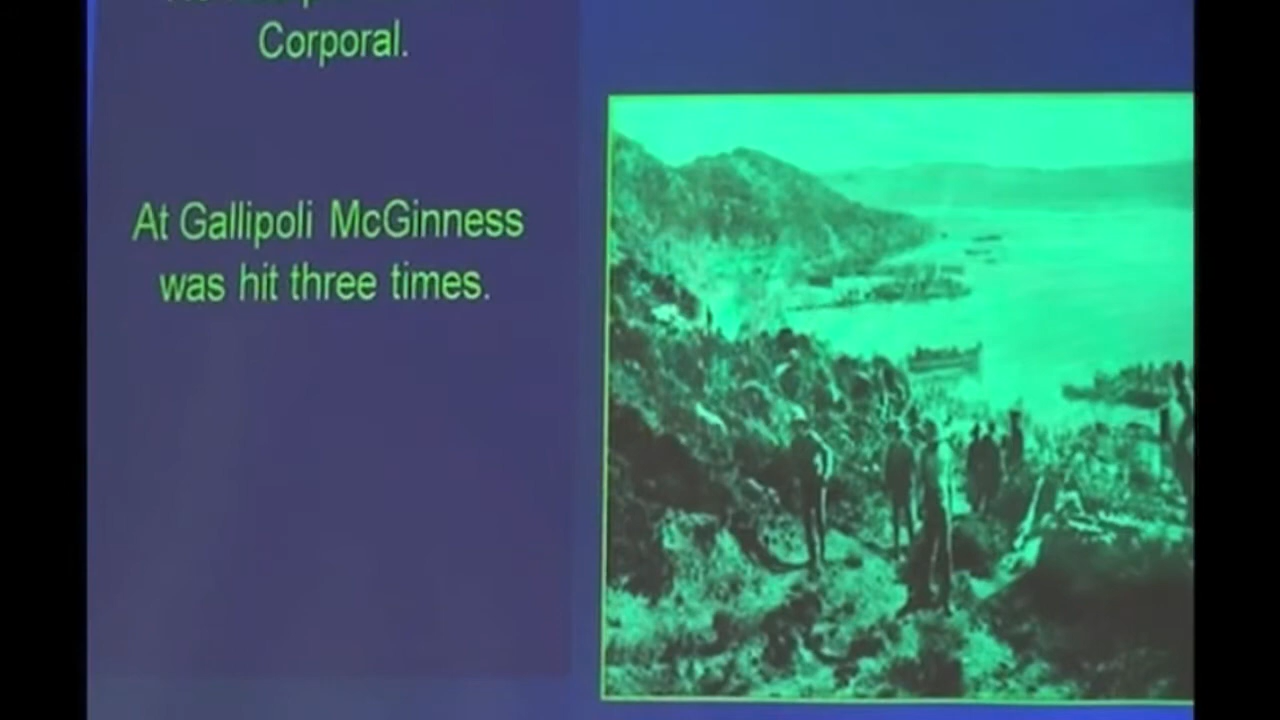 Corporal.
At Gallipoli McGinness
was hit three times.